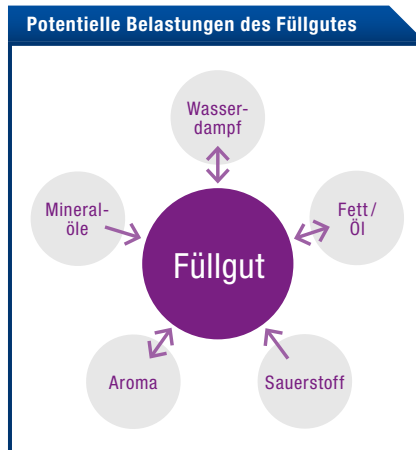 Potentielle Belastungen des Füllgutes
Wasser-
dampf
Mineral-
öle
Fett/
Öl
Füllgut
Aroma
Sauerstoff